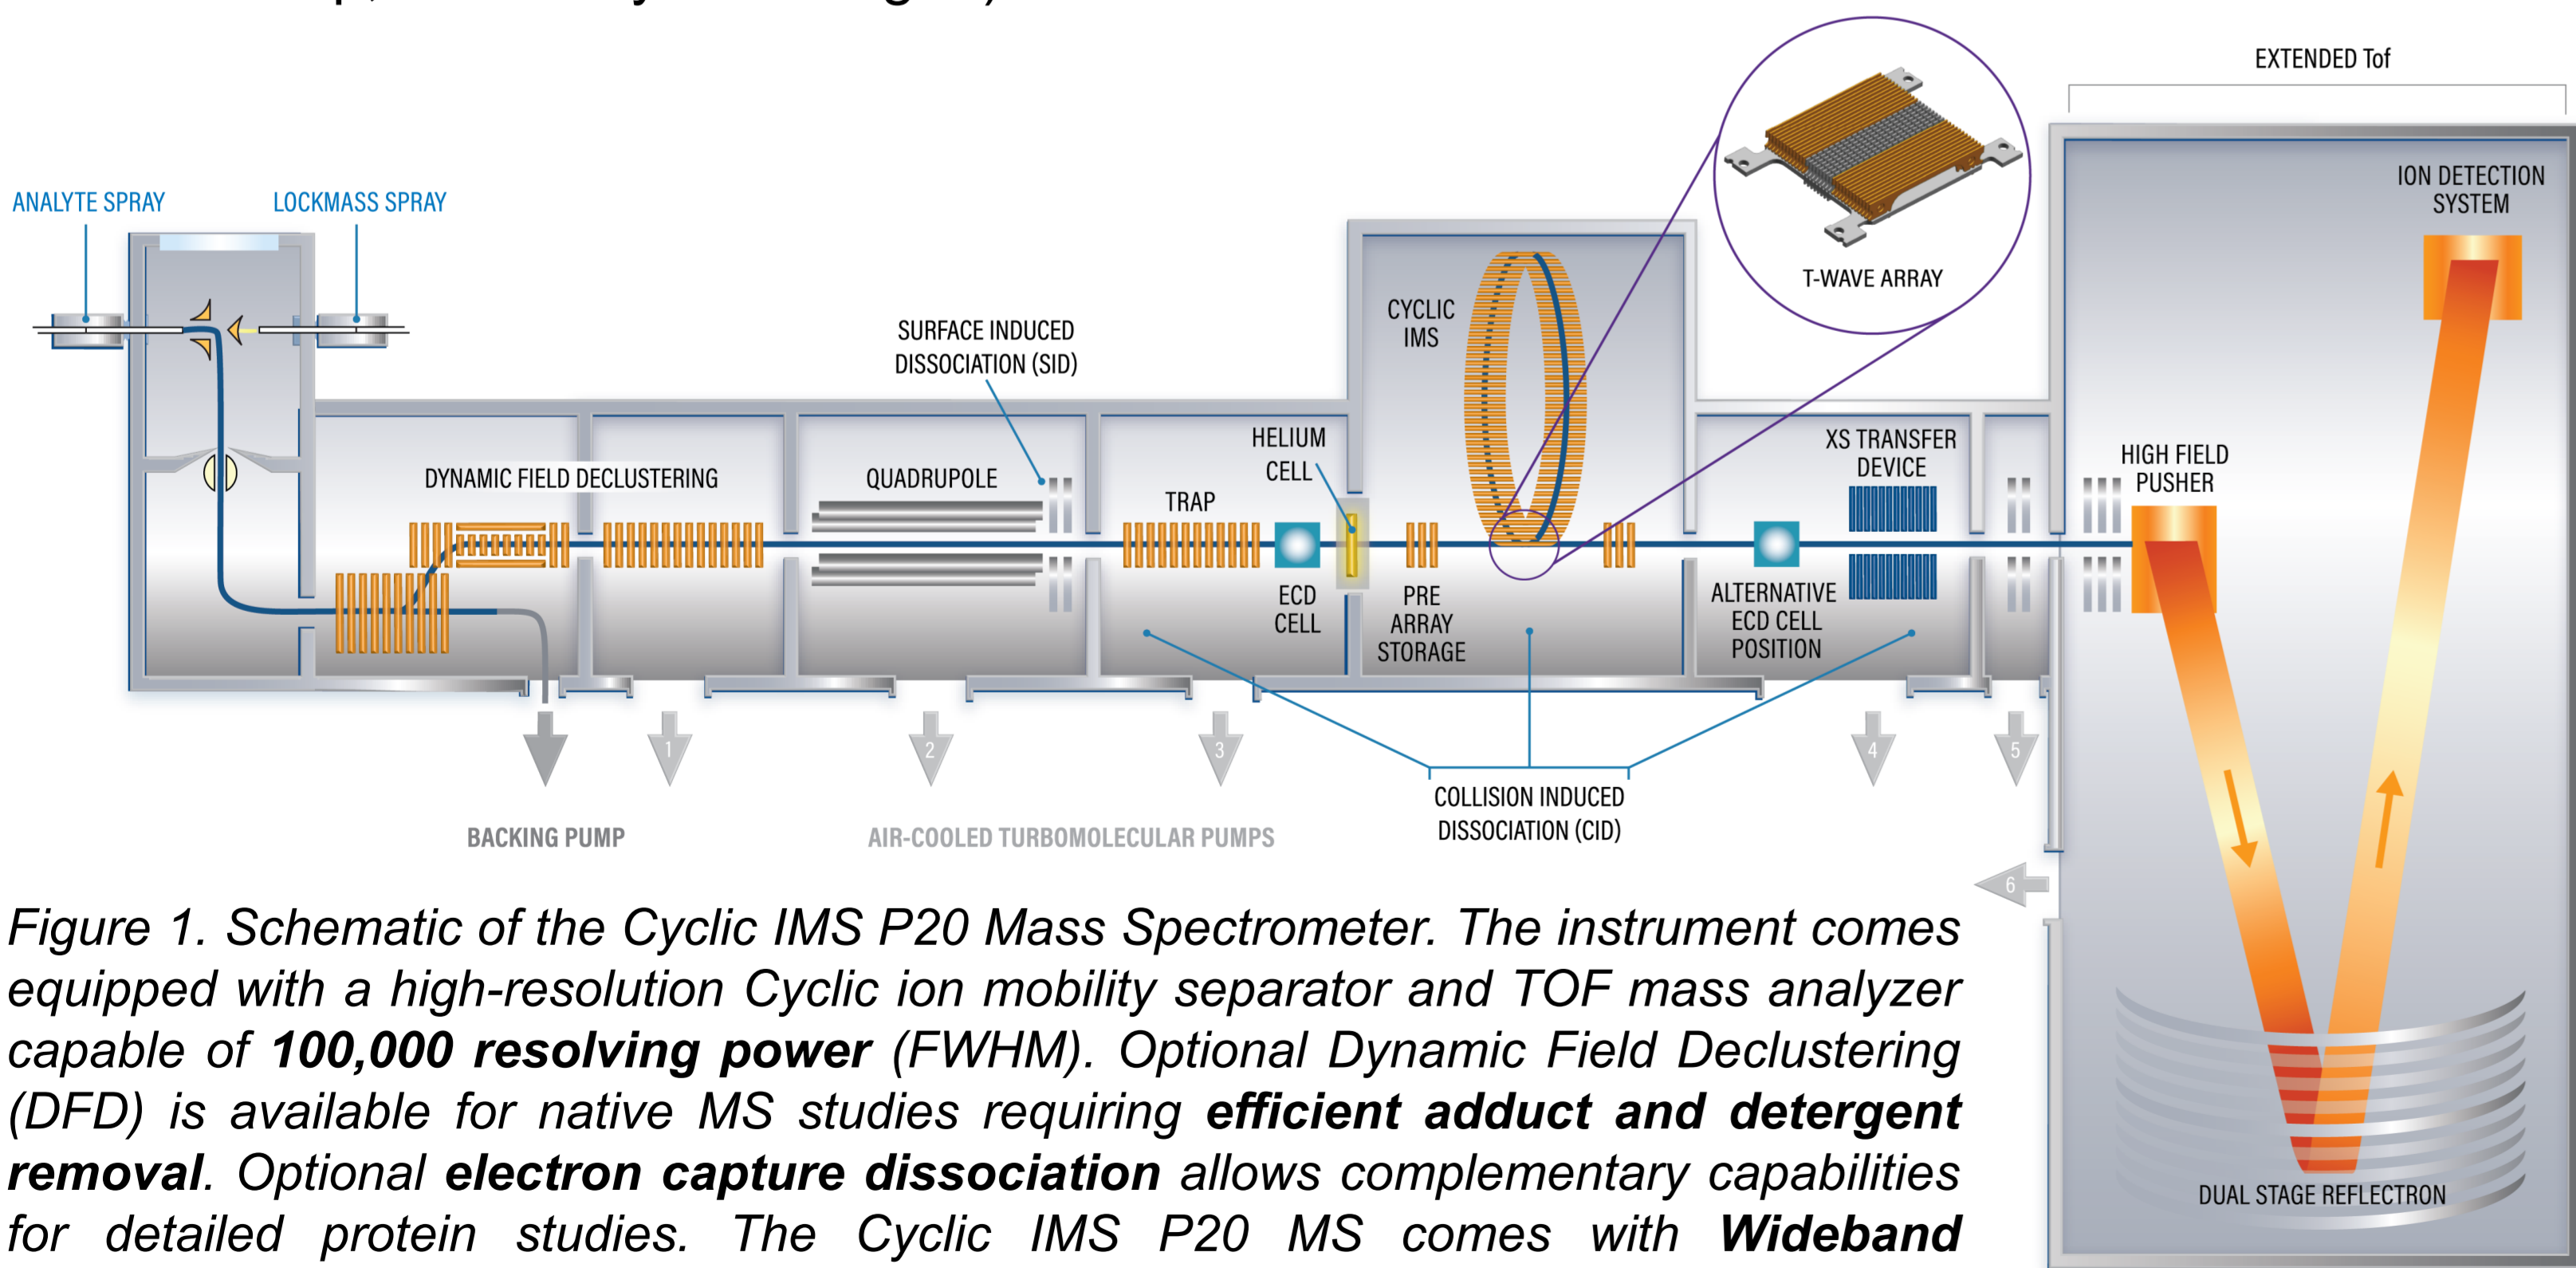 EXTENDED Tof
ION DETECTION
SYSTEM
T-WAVE ARRAY
ANALYTE SPRAY
LOCKMASS SPRAY
CYCLIC
IMS
SURFACE INDUCED
DISSOCIATION (SID)
HELIUM
CELL
XS TRANSFER
DEVICE
HIGH FIELD
PUSHER
DYNAMIC FIELD DECLUSTERING
QUADRUPOLE
TRAP
ECD
CELL
PRE
ARRAY
STORAGE
ALTERNATIVE
ECD CELL
POSITION
1
2
3
4
5
COLLISION INDUCED
DISSOCIATION (CID)
BACKING PUMP
AIR-COOLED TURBOMOLECULAR PUMPS
6
DUAL STAGE REFLECTRON
Figure 1. Schematic of the Cyclic IMS P20 Mass Spectrometer. The instrument comes
equipped with a high-resolution Cyclic ion mobility separator and TOF mass analyzer
capable of 100,000 resolving power (FWHM). Optional Dynamic Field Declustering
(DFD) is available for native MS studies requiring efficient adduct and detergent
removal. Optional electron capture dissociation allows complementary capabilities
for detailed protein studies. The Cyclic IMS P20 MS comes with Wideband